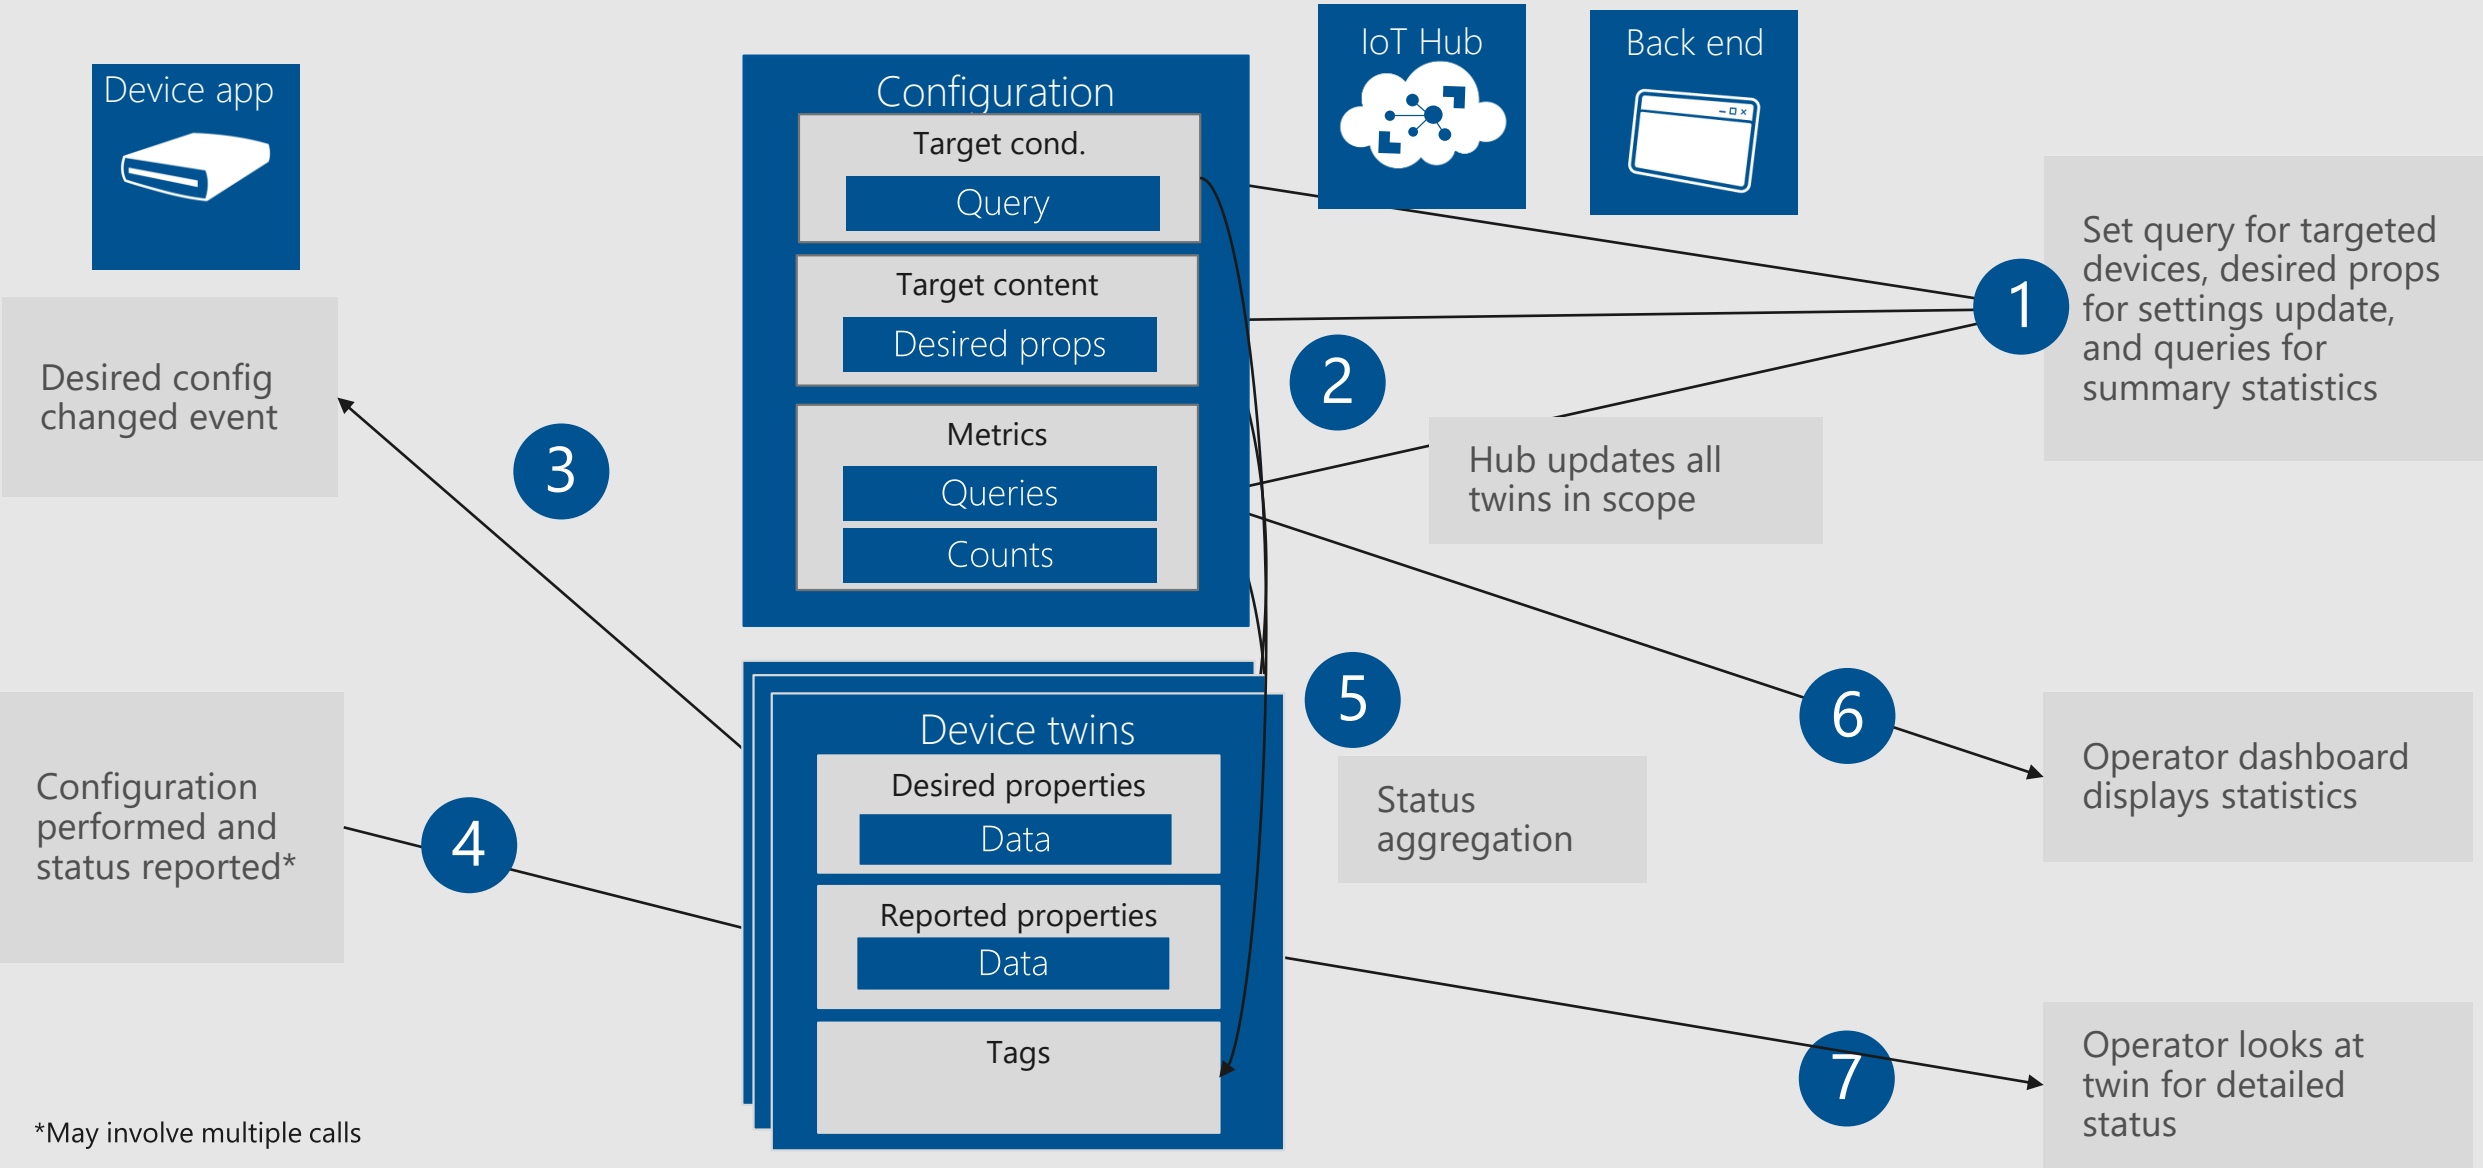 Device app
Desired config
changed event
Configuration
performed and
status reported*
*May involve multiple calls
3
4
Configuration
Target cond.
Query
Target content
Desired props
Metrics
Queries
Counts
Device twins
Desired properties
Data
Reported properties
Data
Tags
IoT Hub
Back end
2
Hub updates all
twins in scope
5
Status
aggregation
1
Set query for targeted
devices, desired props
for settings update,
and queries for
summary statistics
6
Operator dashboard
displays statistics
7
Operator looks at
twin for detailed
status